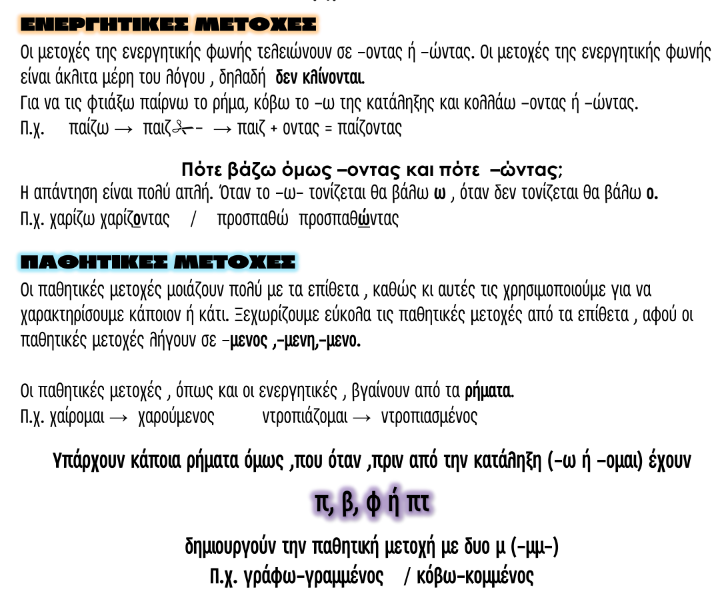 ΕΝΕΡΓΗΤΙΚΕΣ ΜΕΤΟΧΕΣ
Οι μετοχές της ενεργητικής φωνής τελειώνουν σε –οντας ή –ώντας. Οι μετοχές της ενεργητικής φωνής
είναι άκλιτα μέρη του λόγου , δηλαδή δεν κλίνονται.
Για να τις φτιάξω παίρνω το ρήμα, κόβω το –ω της κατάληξης και κολλάω –οντας ή –ώντας.
Π.χ. παίζω → παιζ✂- → παιζ + οντας = παίζοντας
Πότε βάζω όμως –οντας και πότε –ώντας;
Η απάντηση είναι πολύ απλή. Όταν το -ω- τονίζεται θα βάλω ω , όταν δεν τονίζεται θα βάλω ο.
Π.χ. χαρίζω χαρίζοντας / προσπαθώ προσπαθώντας
ΠΑΘΗΤΙΚΕΣ ΜΕΤΟΧΕΣ
Οι παθητικές μετοχές μοιάζουν πολύ με τα επίθετα , καθώς κι αυτές τις χρησιμοποιούμε για να
χαρακτηρίσουμε κάποιον ή κάτι. Ξεχωρίζουμε εύκολα τις παθητικές μετοχές από τα επίθετα , αφού οι
παθητικές μετοχές λήγουν σε –μενος ,-μενη,-μενο.
Οι παθητικές μετοχές , όπως και οι ενεργητικές , βγαίνουν από τα ρήματα.
Π.χ. χαίρομαι → χαρούμενος ντροπιάζομαι → ντροπιασμένος
Υπάρχουν κάποια ρήματα όμως ,που όταν ,πριν από την κατάληξη (-ω ή –ομαι) έχουν
π, β, φ ή πτ
δημιουργούν την παθητική μετοχή με δυο μ (-μμ-)
Π.χ. γράφω-γραμμένος / κόβω-κομμένος